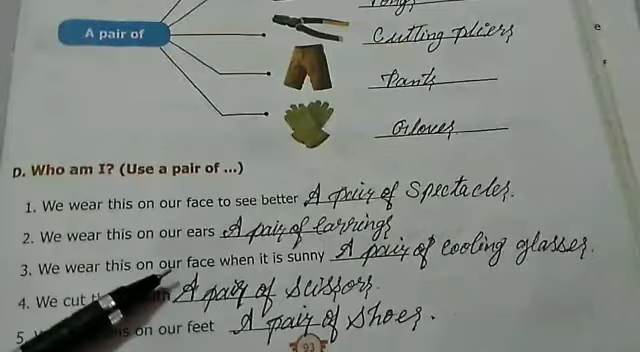 Tongs
A pair of
Cutting pliers
Pants
Gloves
D. Who am I? (Use a pair of ...)
1. We wear this on our face to see better A pair of Spectacles.
2. We wear this on our ears A pair of Earrings
3. We wear this on our face when it is sunny A pair of cooling glasses.
4. We cut A pair of Scissors.
5. is on our feet A pair of Shoes.
93